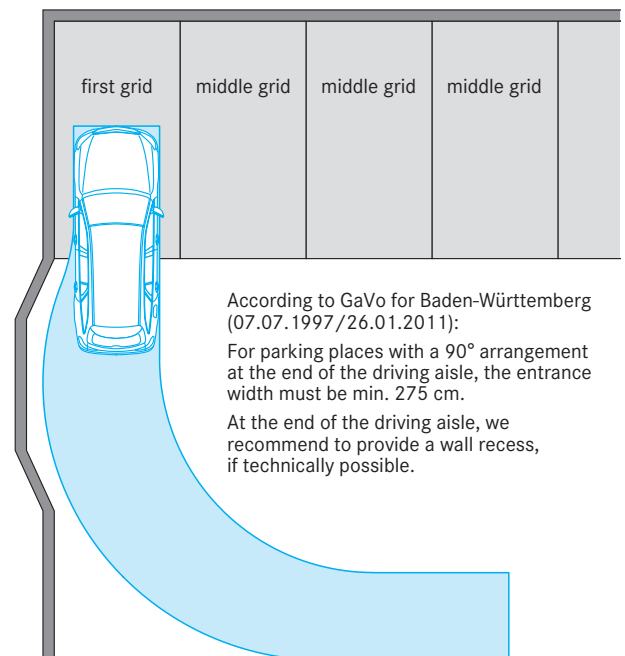 first grid
middle grid
middle grid
middle grid
According to GaVo for Baden-Württemberg
(07.07.1997/26.01.2011):
For parking places with a 90° arrangement
at the end of the driving aisle, the entrance
width must be min. 275 cm.
At the end of the driving aisle, we
recommend to provide a wall recess,
if technically possible.